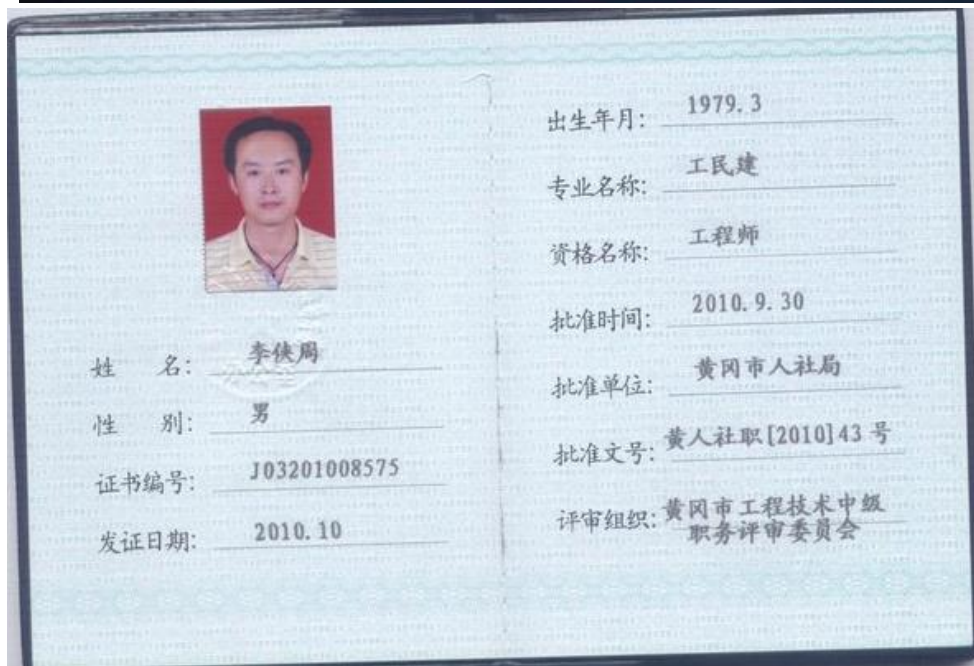 姓 名: 李侠周
性 别: 男
证书编号: J03201008575
发证日期: 2010.10
出生年月: 1979.3
专业名称: 工民建
资格名称: 工程师
批准时间: 2010.9.30
批准单位: 黄冈市人社局
批准文号: 黄人社职[2010]43 号
评审组织: 黄冈市工程技术中级
职务评审委员会